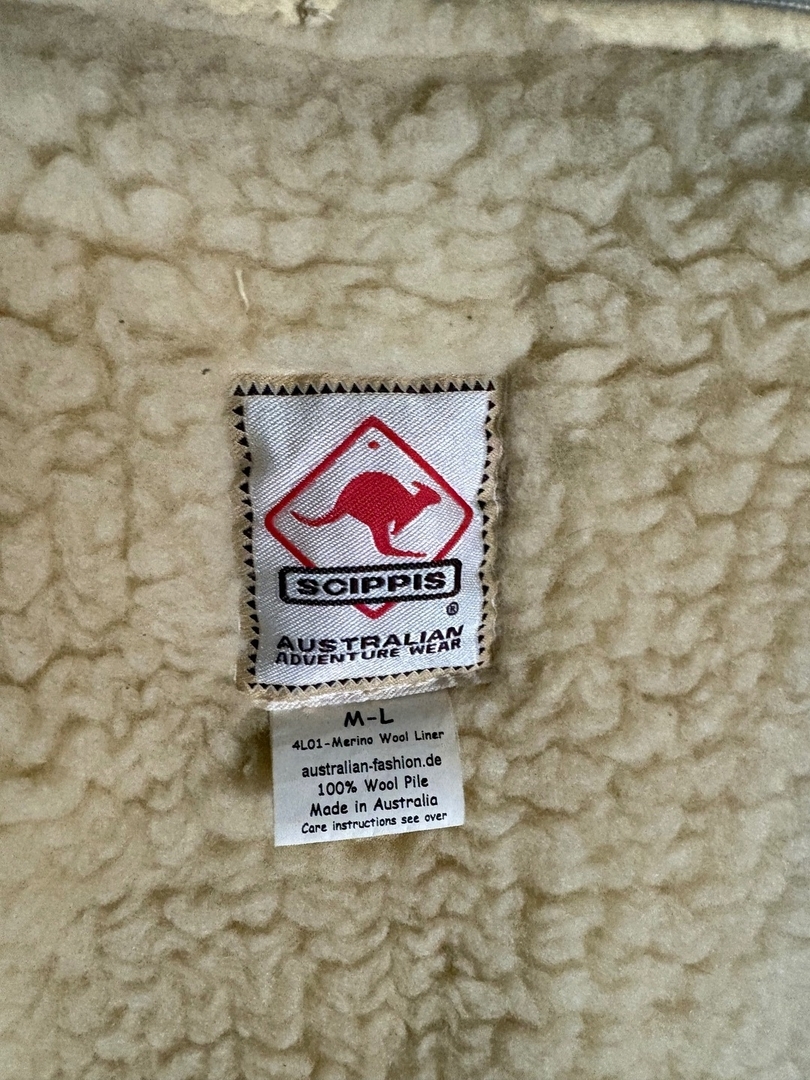 SCIPPIS
®
AUSTRALIAN
ADVENTURE WEAR
M-L
4L01-Merino Wool Liner
australian-fashion.de
100% Wool Pile
Made in Australia
Care instructions see over